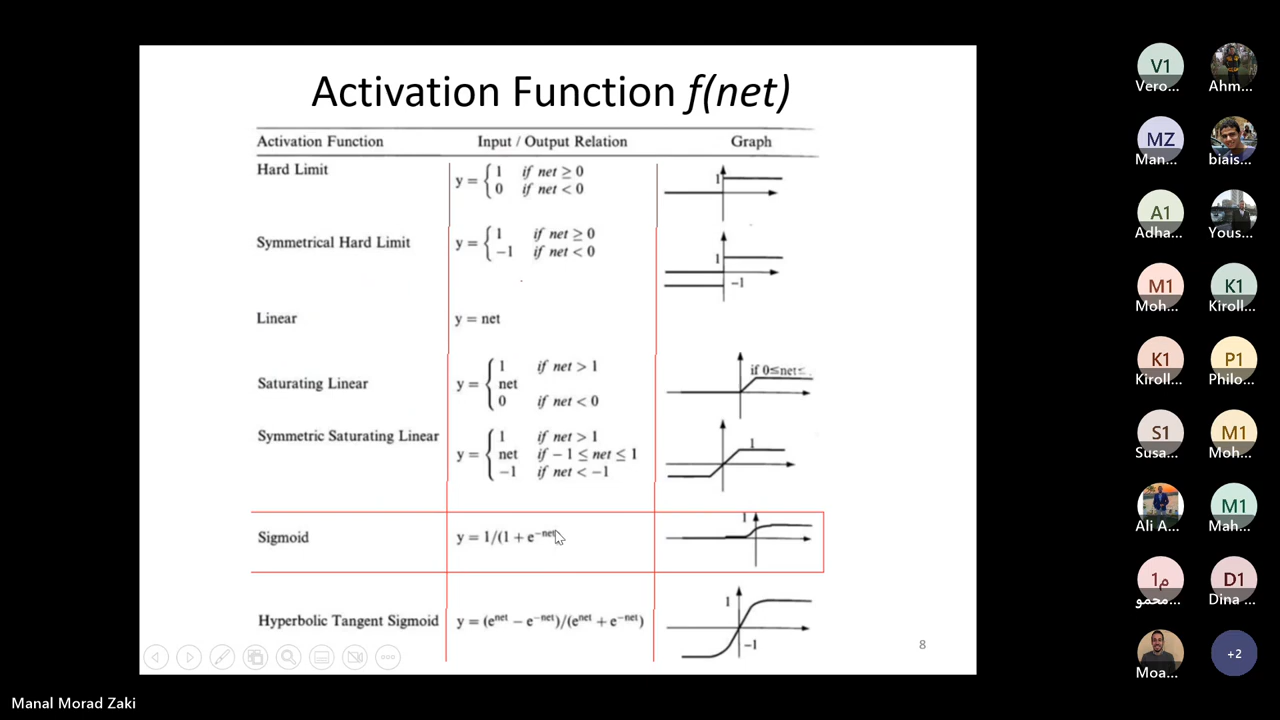 Activation Function f(net)
Activation Function Input / Output Relation Graph
Hard Limit y = { 1 if net ≥ 0
0 if net < 0
1
Symmetrical Hard Limit y = { 1 if net ≥ 0
−1 if net < 0
1
−1
Linear y = net
Saturating Linear y = { 1 if net > 1
net
0 if net < 0
if 0≤net≤
Symmetric Saturating Linear y = { 1 if net > 1
net if −1 ≤ net ≤ 1
−1 if net < −1
1
Sigmoid y = 1/(1 + e^−net
1
Hyperbolic Tangent Sigmoid y = (e^net − e^−net)/(e^net + e^−net)
1
−1
8
V1
Vero...
Ahm...
MZ
Man...
biais...
A1
Adha...
Yous...
M1
Moh...
K1
Kiroll...
K1
Kiroll...
P1
Philo...
S1
Susa...
M1
Moh...
Ali A...
M1
Mah...
م1
محمو...
D1
Dina ...
Moa...
+2
Manal Morad Zaki